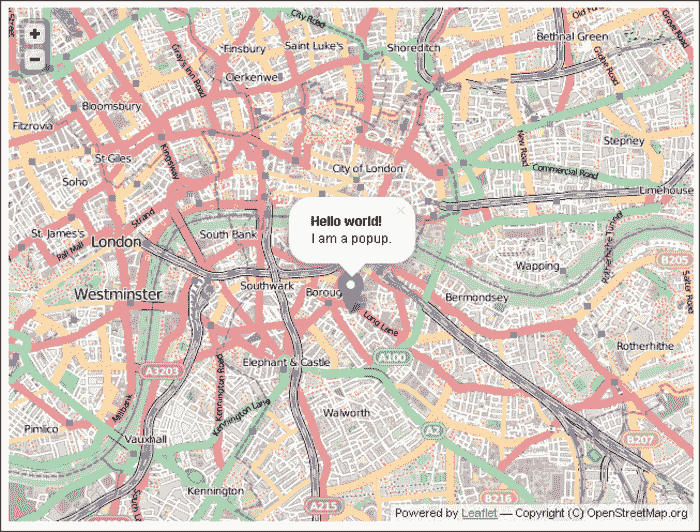 City Road
Old Fo
Grove Road
+
Finsbury
Saint Luke's
Shoreditch
Bethnal Green
−
Gray's Inn Road
Clerkenwel
Globe Road
Bloomsbury
Fitzrovia
Stepney
St Giles
Kingsway
New Road
City of London
Commercial Road
Soho
Limehouse
Strand
Hello world!
I am a popup.
St. James's
South Bank
Rotherhithe Tunnel
Pall Mall
London
Wapping
B205
Westminster
Southwark
Boroug
Bermondsey
Salter Road
Long Lane
Rotherhithe
A100
Elephant & Castle
A3203
Kennington Road
Millbank
Kennington Lane
Walworth
Pimlico
A2
Vauxhall
B207
Kennington
A215
B216
Powered by Leaflet — Copyright (C) OpenStreetMap.org